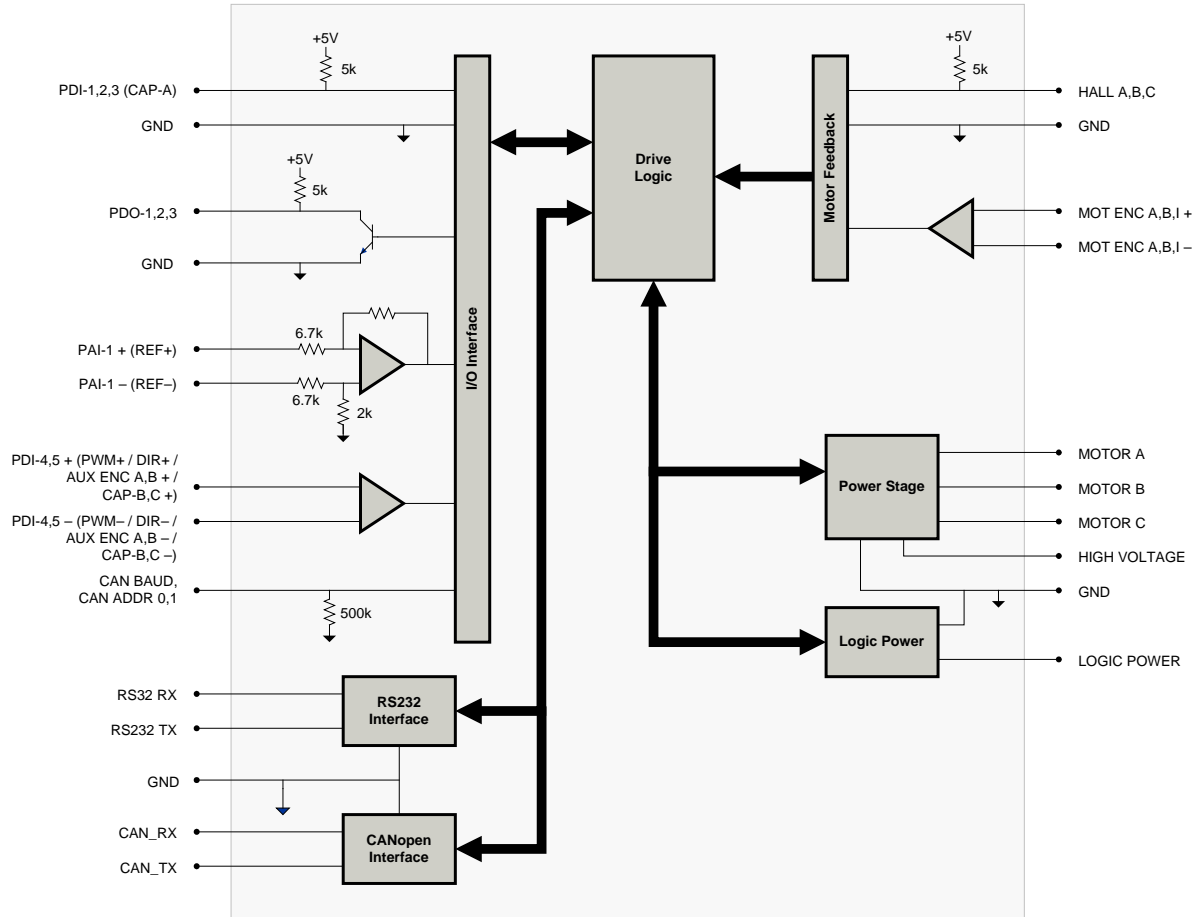 +5V
5k
PDI-1,2,3 (CAP-A)
GND
+5V
5k
PDO-1,2,3
GND
6.7k
PAI-1 + (REF+)
PAI-1 – (REF–)
6.7k
2k
PDI-4,5 + (PWM+ / DIR+ /
AUX ENC A,B + /
CAP-B,C +)
PDI-4,5 – (PWM– / DIR– /
AUX ENC A,B – /
CAP-B,C –)
CAN BAUD,
CAN ADDR 0,1
500k
I/O Interface
RS32 RX
RS232 TX
RS232
Interface
GND
CAN_RX
CAN_TX
CANopen
Interface
Drive
Logic
Motor Feedback
+5V
5k
HALL A,B,C
GND
MOT ENC A,B,I +
MOT ENC A,B,I –
Power Stage
MOTOR A
MOTOR B
MOTOR C
HIGH VOLTAGE
GND
Logic Power
LOGIC POWER